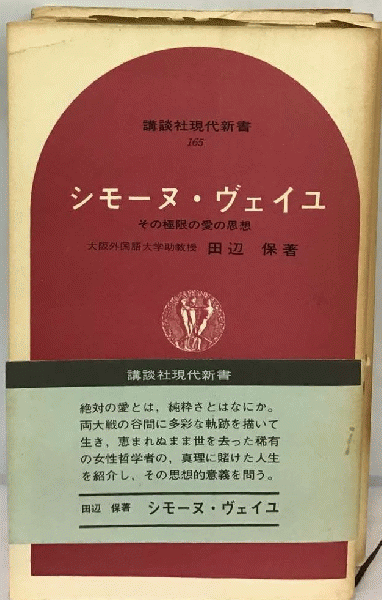 講談社現代新書
165
シモーヌ・ヴェイユ
その極限の愛の思想
大阪外国語大学助教授 田辺 保著
講談社現代新書
絶対の愛とは，純粋さとはなにか。
両大戦の谷間に多彩な軌跡を描いて
生き，恵まれぬまま世を去った稀有
の女性哲学者の，真理に賭けた人生
を紹介し，その思想的意義を問う。
田辺 保著 シモーヌ・ヴェイユ